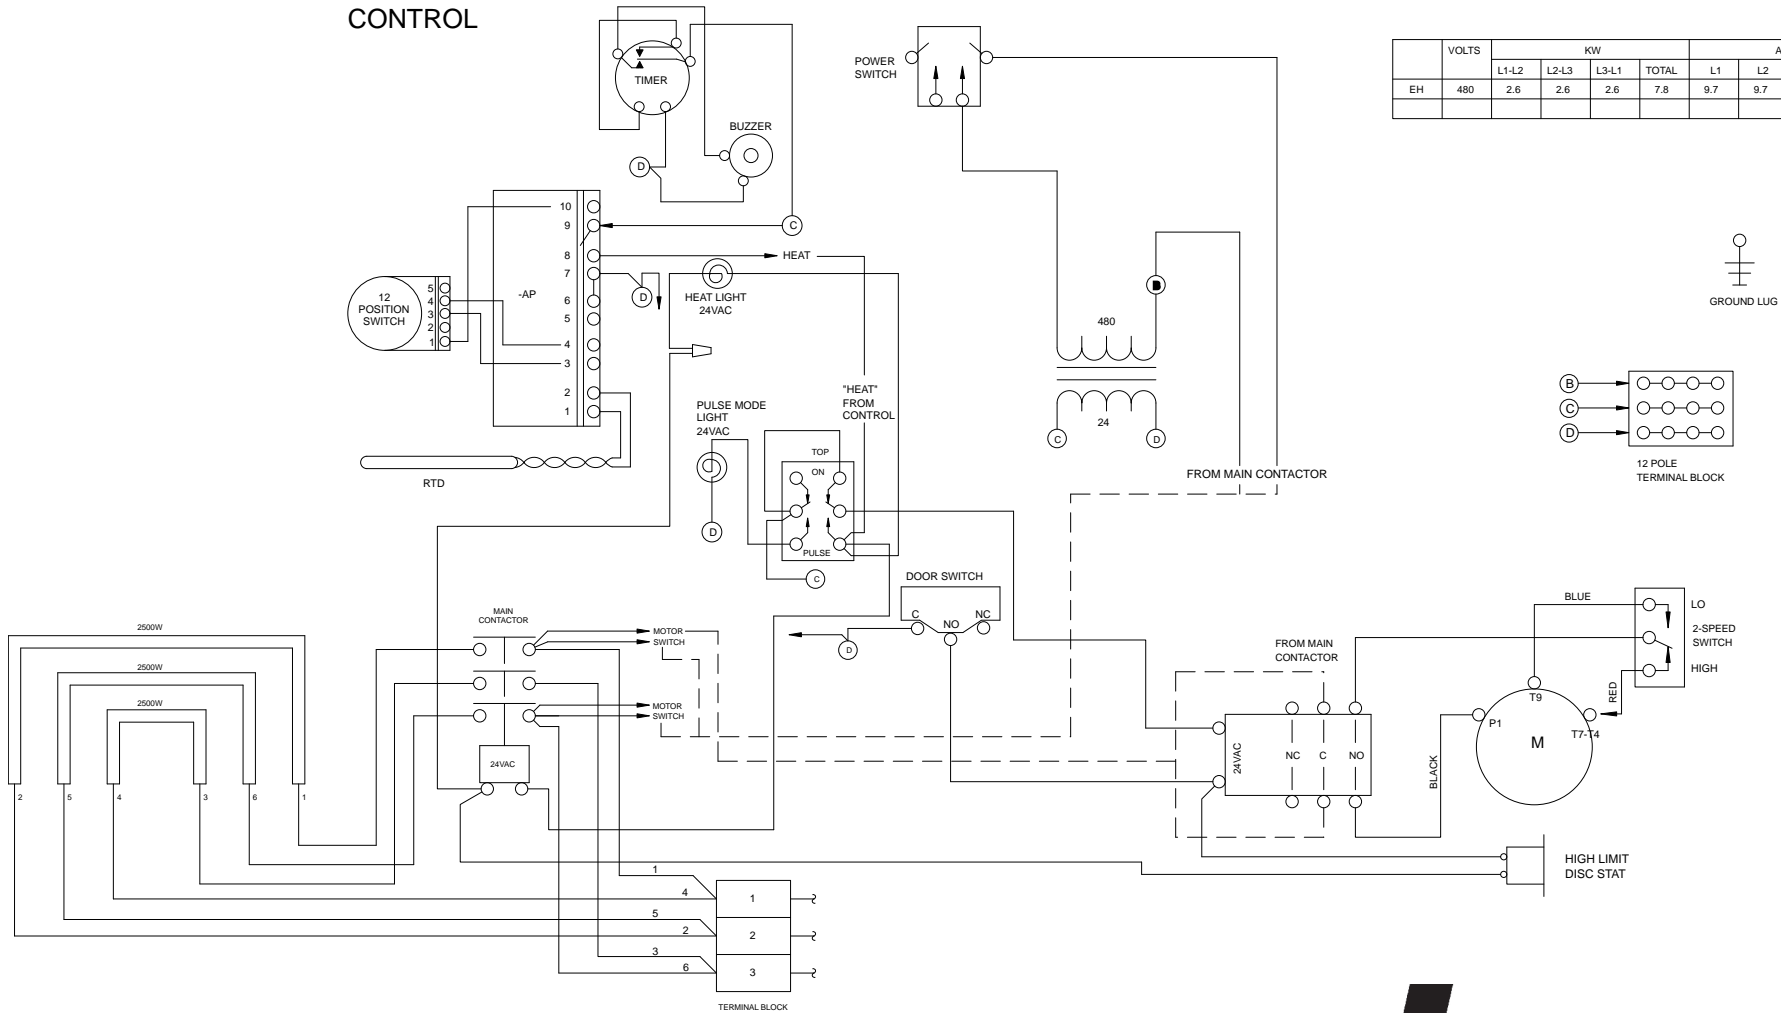 CONTROL
TIMER
BUZZER
D
C
POWER
SWITCH
VOLTS KW A
L1-L2 L2-L3 L3-L1 TOTAL L1 L2
EH 480 2.6 2.6 2.6 7.8 9.7 9.7
10
9
8
7
6
5
4
3
2
1
-AP
12
POSITION
SWITCH
5
4
3
2
1
HEAT
D
HEAT LIGHT
24VAC
RTD
"HEAT"
FROM
CONTROL
PULSE MODE
LIGHT
24VAC
D
TOP
ON
PULSE
C
B
480
24
C D
FROM MAIN CONTACTOR
GROUND LUG
B
C
D
12 POLE
TERMINAL BLOCK
DOOR SWITCH
C NO NC
D
MAIN
CONTACTOR
MOTOR
SWITCH
MOTOR
SWITCH
24VAC
2500W
2500W
2500W
2 5 4 3 6 1
FROM MAIN
CONTACTOR
24VAC
NC C NO
BLUE
LO
2-SPEED
SWITCH
HIGH
RED
BLACK
T9
P1
T7-T4
M
HIGH LIMIT
DISC STAT
1
4
5
2
3
6
1
2
3
TERMINAL BLOCK